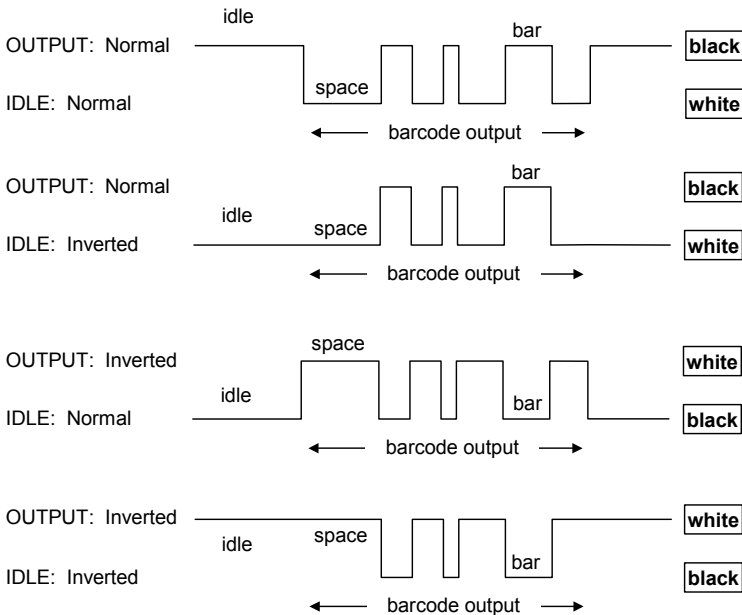 idle
OUTPUT: Normal bar black
space
IDLE: Normal white
barcode output
OUTPUT: Normal bar black
idle
space
IDLE: Inverted white
barcode output
space
OUTPUT: Inverted white
idle bar
IDLE: Normal black
barcode output
OUTPUT: Inverted white
idle space
bar
IDLE: Inverted black
barcode output